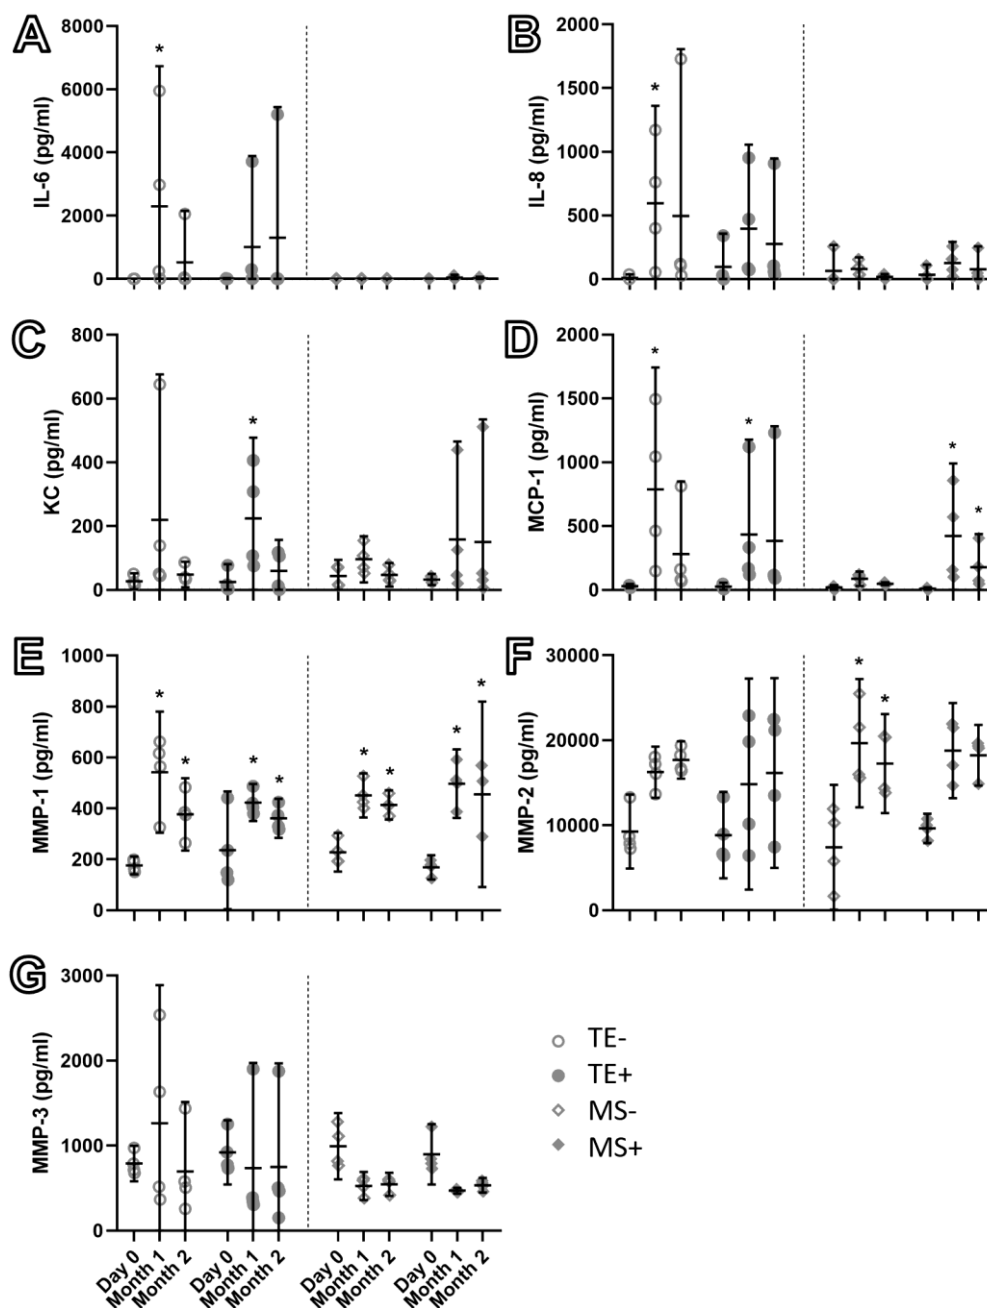 A
IL-6 (pg/ml)
8000
6000
4000
2000
0
*
B
IL-8 (pg/ml)
2000
1500
1000
500
0
*
C
KC (pg/ml)
800
600
400
200
0
*
D
MCP-1 (pg/ml)
2000
1500
1000
500
0
* * * *
E
MMP-1 (pg/ml)
1000
800
600
400
200
0
* * * * * * * *
F
MMP-2 (pg/ml)
30000
20000
10000
0
* *
G
MMP-3 (pg/ml)
3000
2000
1000
0
Day 0
Month 1
Month 2
Day 0
Month 1
Month 2
Day 0
Month 1
Month 2
Day 0
Month 1
Month 2
TE-
TE+
MS-
MS+